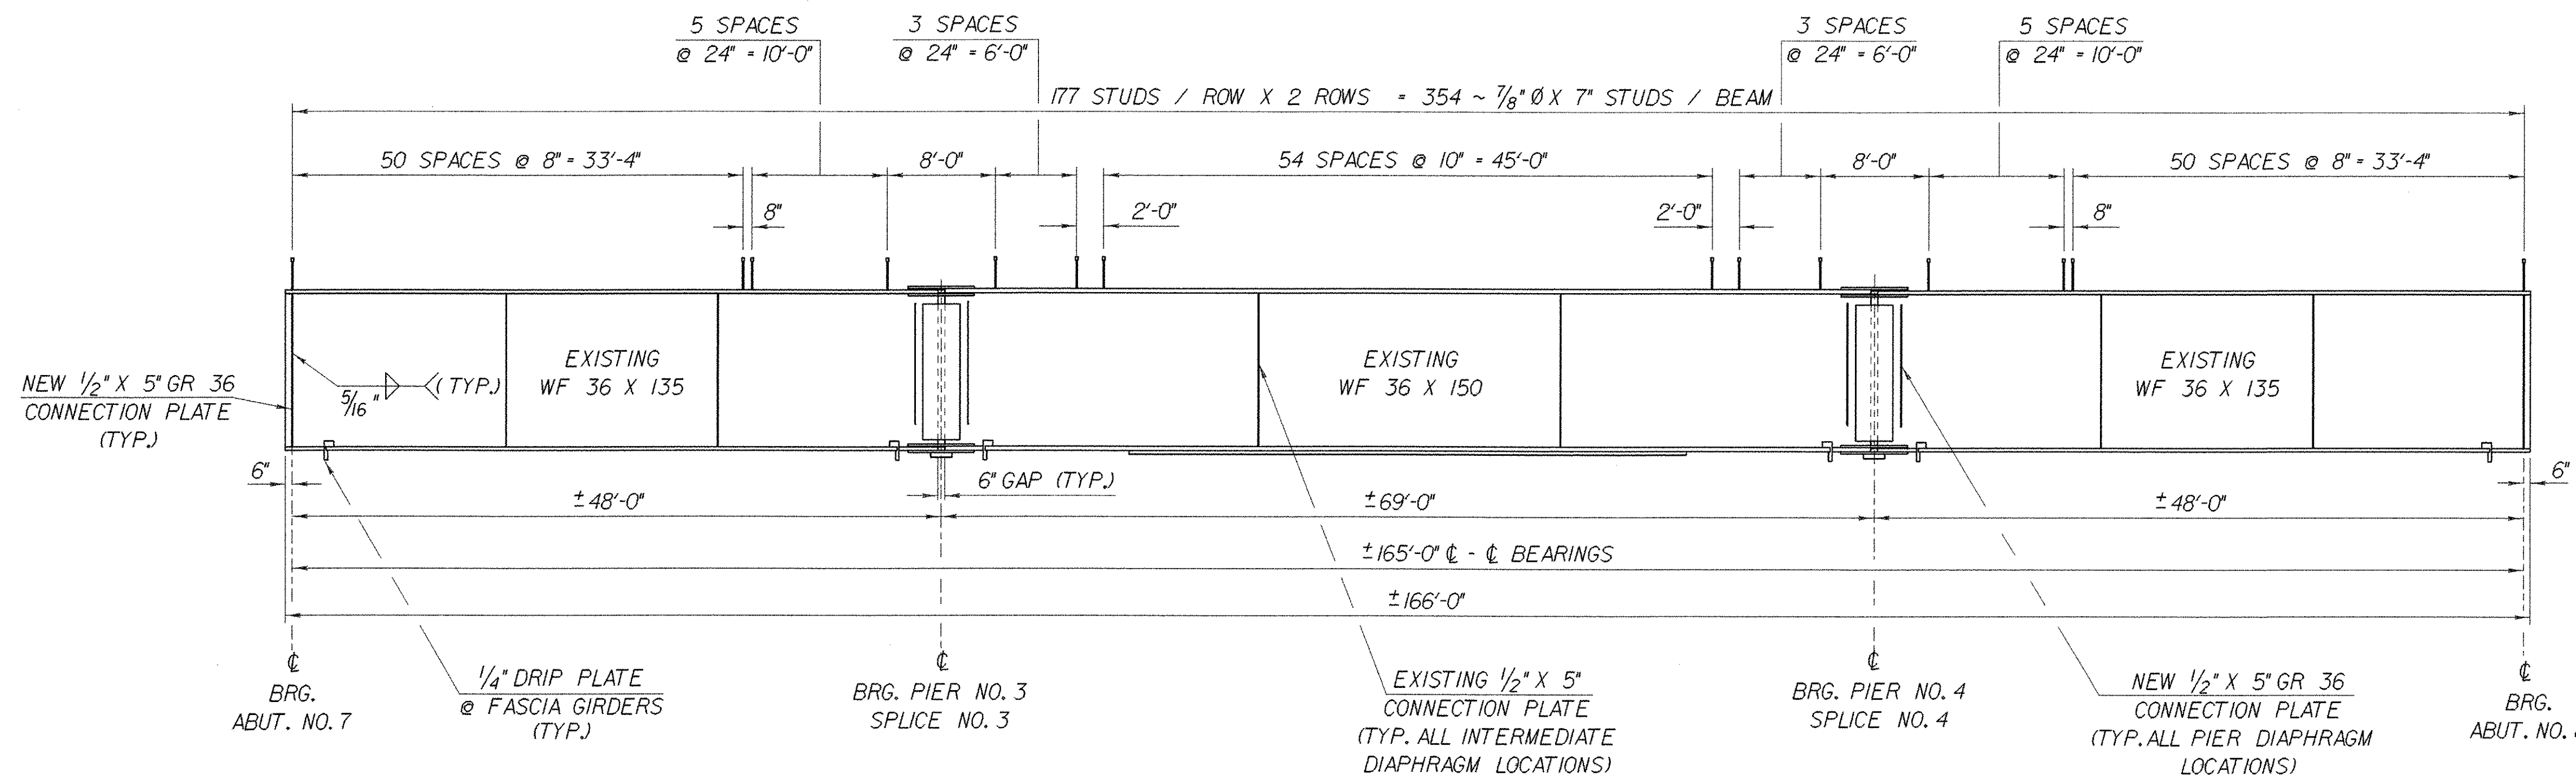 5 SPACES
@ 24" = 10'-0"
3 SPACES
@ 24" = 6'-0"
3 SPACES
@ 24" = 6'-0"
5 SPACES
@ 24" = 10'-0"
177 STUDS / ROW X 2 ROWS = 354 ~ 7/8" Ø X 7" STUDS / BEAM
50 SPACES @ 8" = 33'-4"
8'-0"
54 SPACES @ 10" = 45'-0"
8'-0"
50 SPACES @ 8" = 33'-4"
8"
2'-0"
2'-0"
8"
NEW 1/2" X 5" GR 36
CONNECTION PLATE
(TYP.)
5/16"
(TYP.)
EXISTING
WF 36 X 135
EXISTING
WF 36 X 150
EXISTING
WF 36 X 135
6"
6" GAP (TYP.)
6"
±48'-0"
±69'-0"
±48'-0"
±165'-0" ℄ - ℄ BEARINGS
±166'-0"
℄
BRG.
ABUT. NO. 7
1/4" DRIP PLATE
@ FASCIA GIRDERS
(TYP.)
℄
BRG. PIER NO. 3
SPLICE NO. 3
EXISTING 1/2" X 5"
CONNECTION PLATE
(TYP. ALL INTERMEDIATE
DIAPHRAGM LOCATIONS)
℄
BRG. PIER NO. 4
SPLICE NO. 4
NEW 1/2" X 5" GR 36
CONNECTION PLATE
(TYP. ALL PIER DIAPHRAGM
LOCATIONS)
℄
BRG.
ABUT. NO.